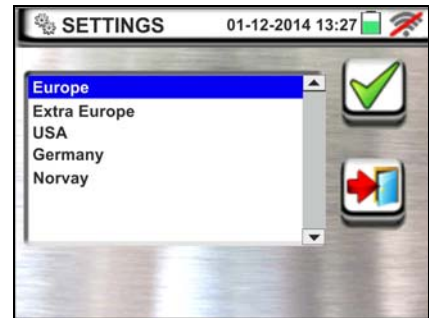 SETTINGS 01-12-2014 13:27
Europe
Extra Europe
USA
Germany
Norvay